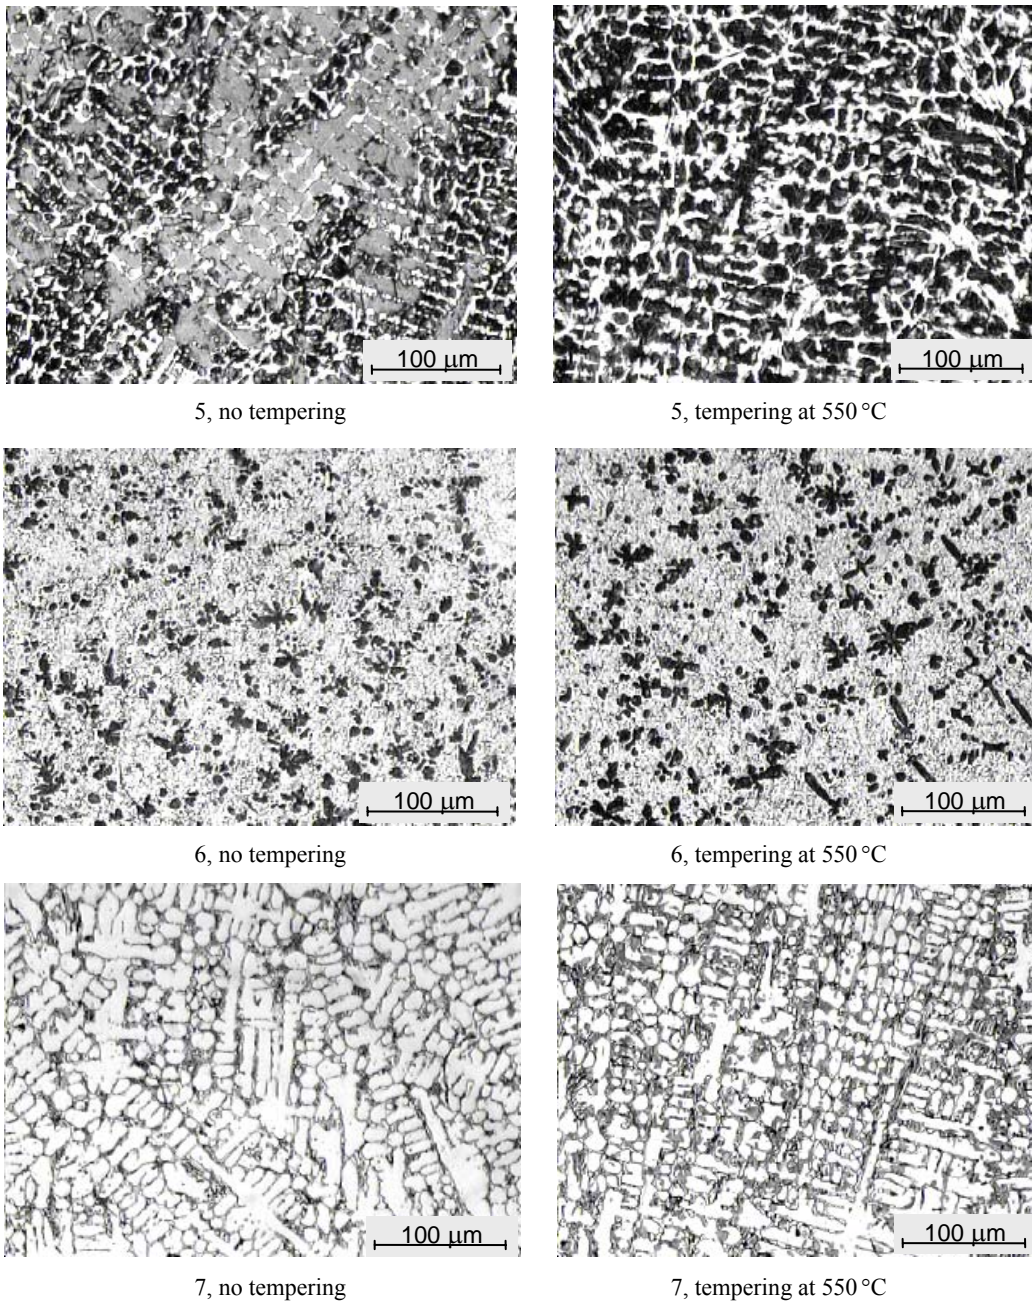 100 μm
100 μm
5, no tempering
5, tempering at 550 °C
100 μm
100 μm
6, no tempering
6, tempering at 550 °C
100 μm
100 μm
7, no tempering
7, tempering at 550 °C